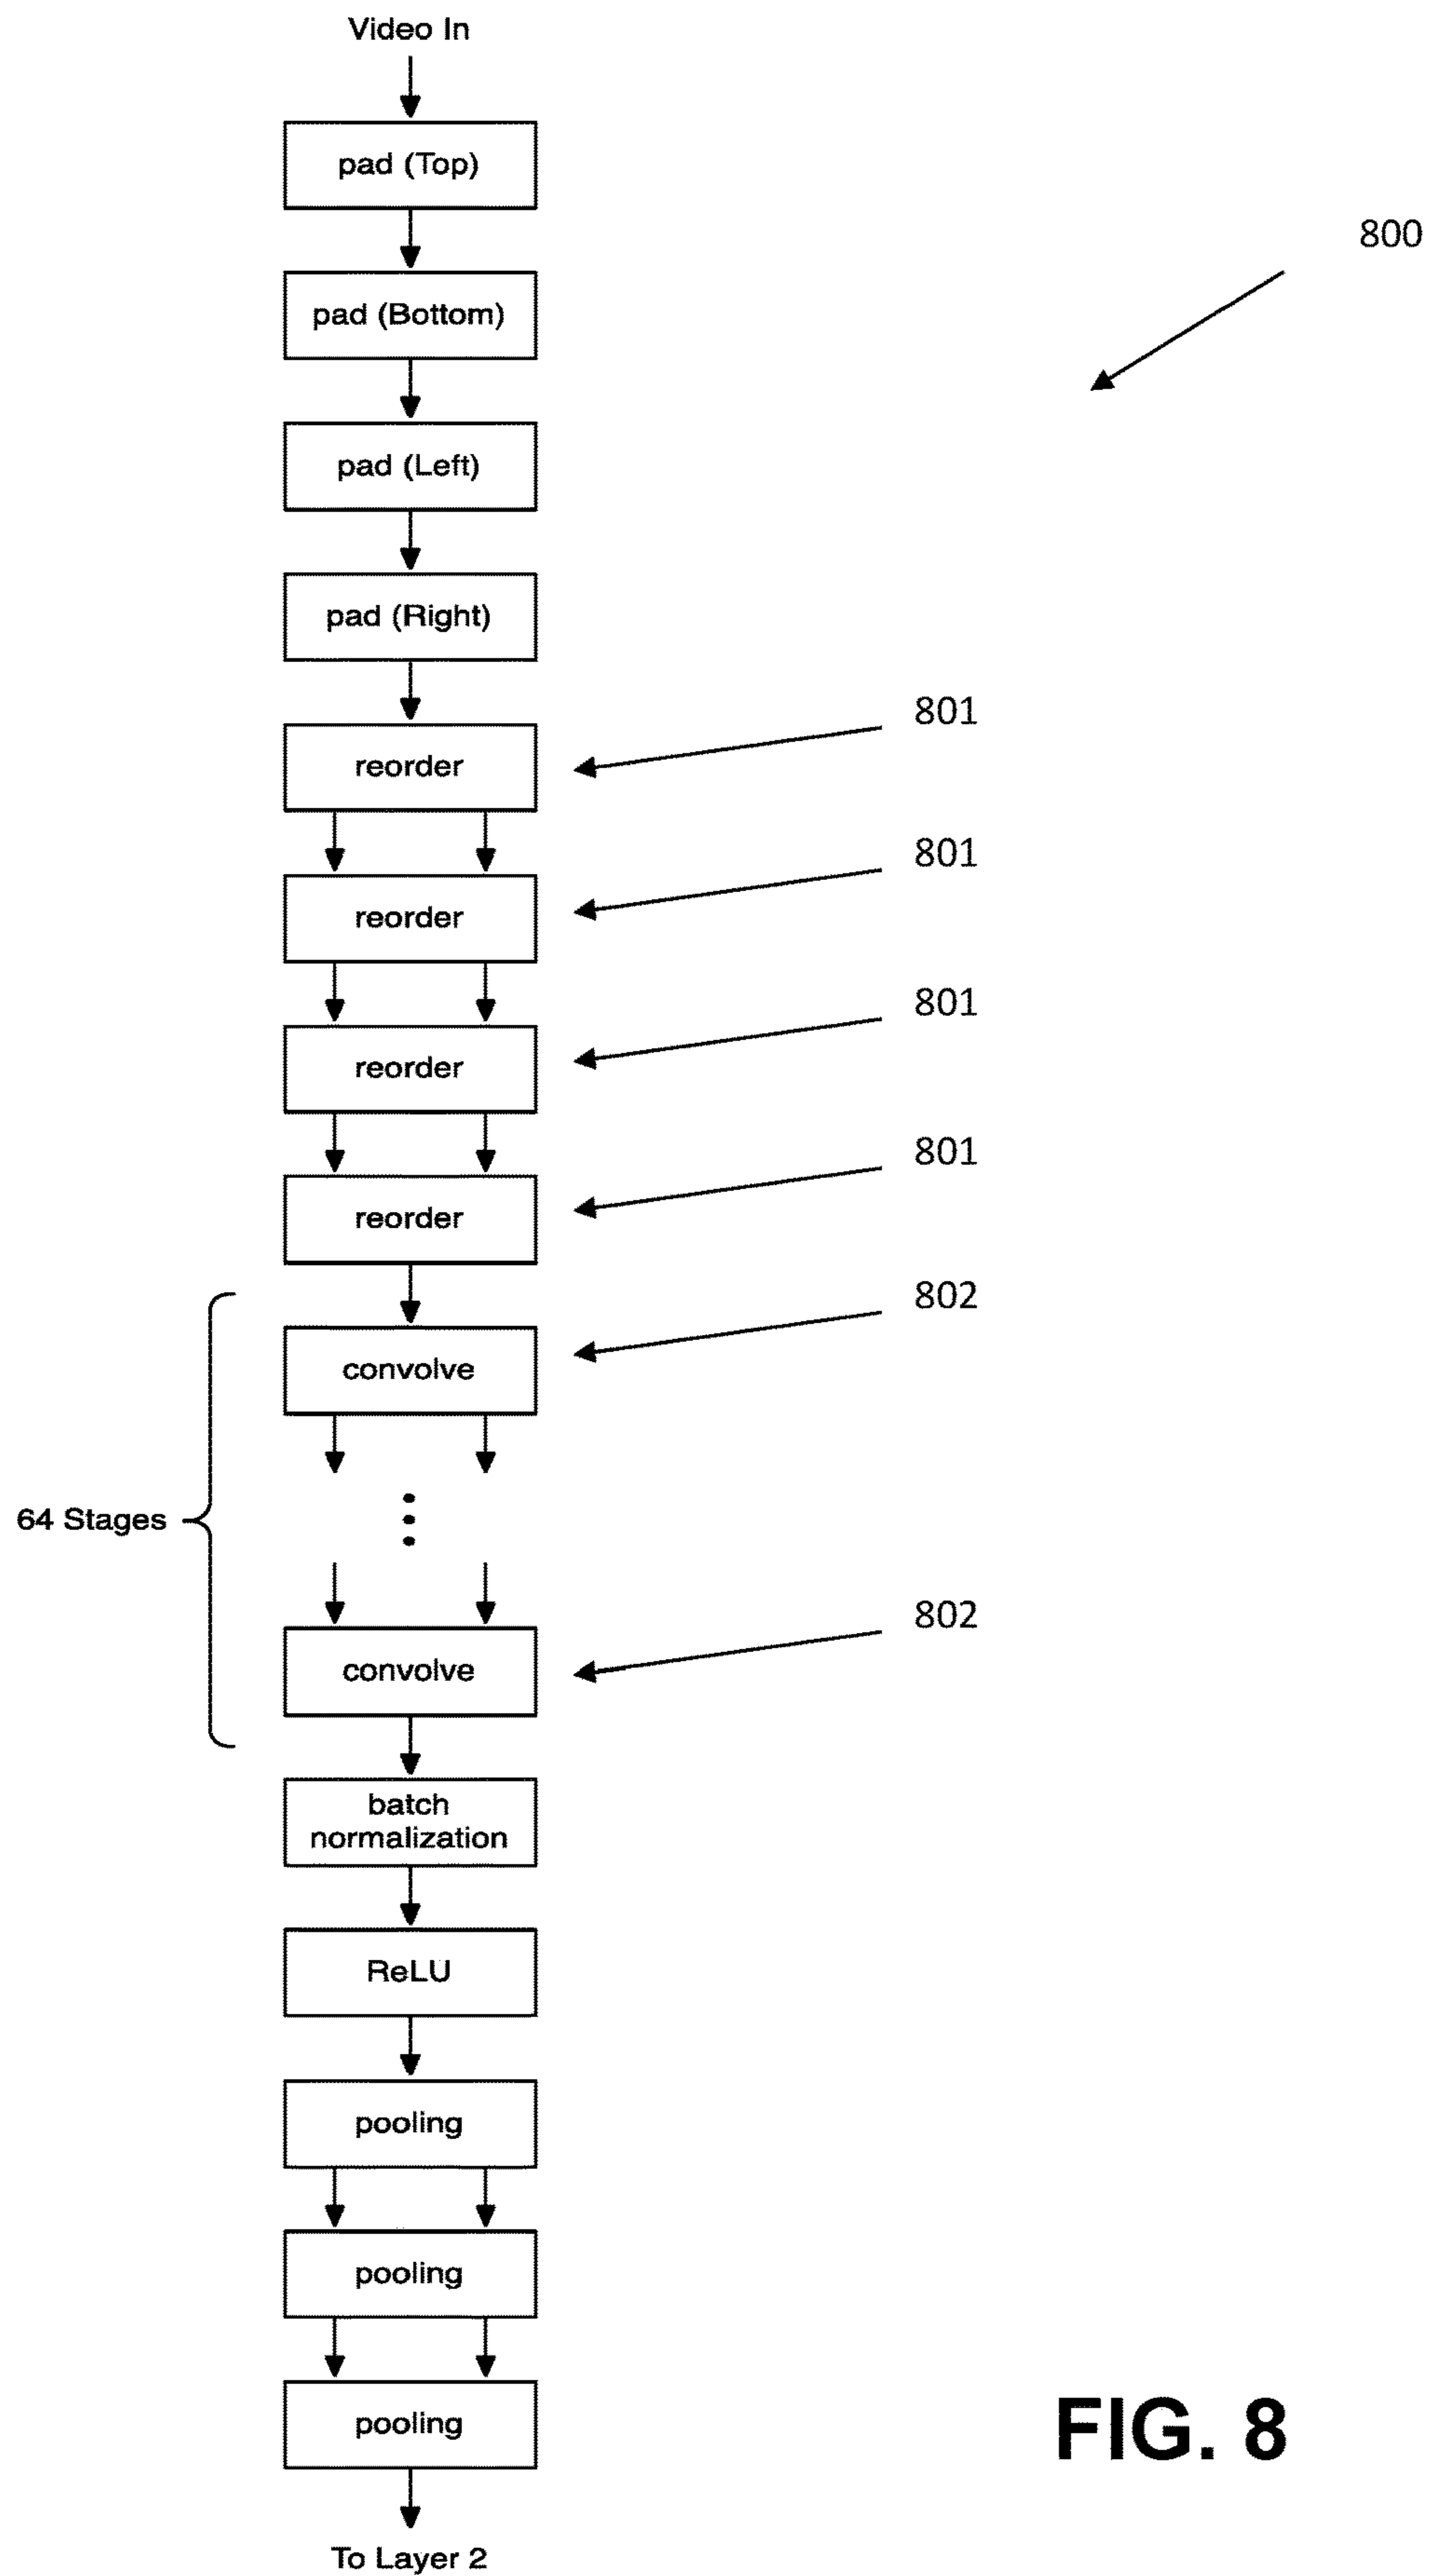 Video In
pad (Top)
800
pad (Bottom)
pad (Left)
pad (Right)
801
reorder
801
reorder
801
reorder
801
reorder
802
convolve
64 Stages
802
convolve
batch
normalization
ReLU
pooling
pooling
pooling
FIG. 8
To Layer 2